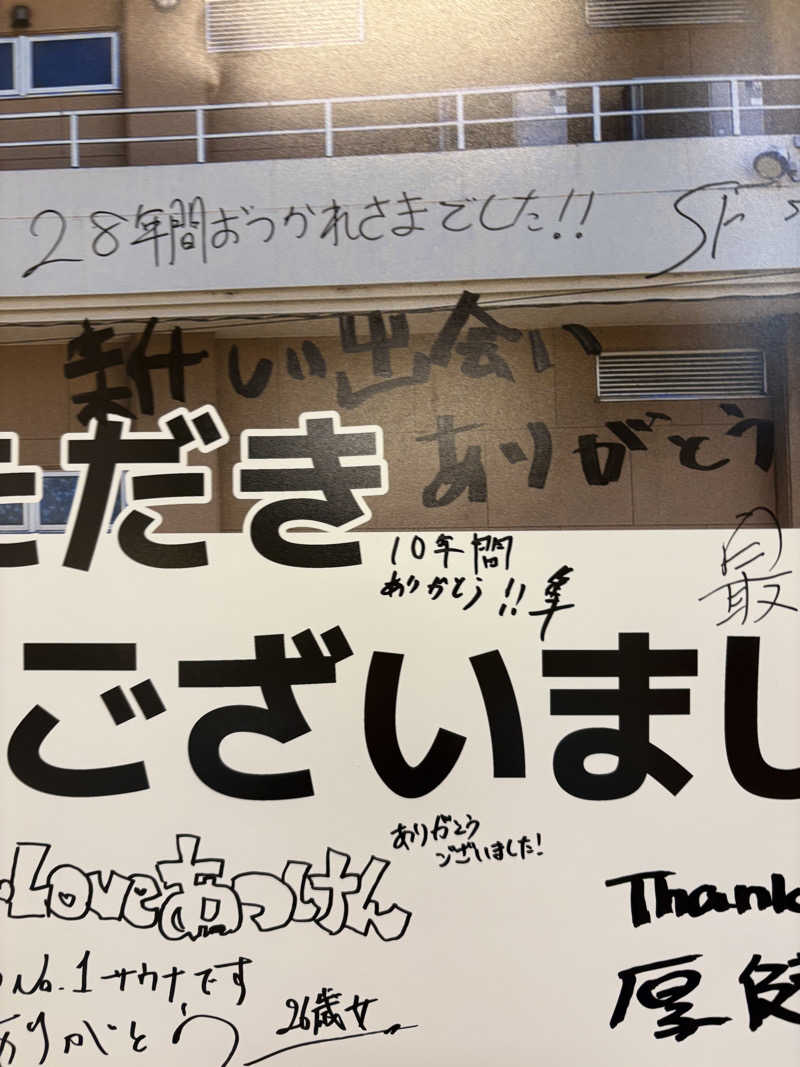 28年間おつかれさまでした!!
新しい出会い
ありがとう
ただき
10年間
ありがとう!!隼
最
ございまし
ありがとう
ございました!
Loveあつけん
No.1サウナです
ありがとう 26歳女
Thank
厚健